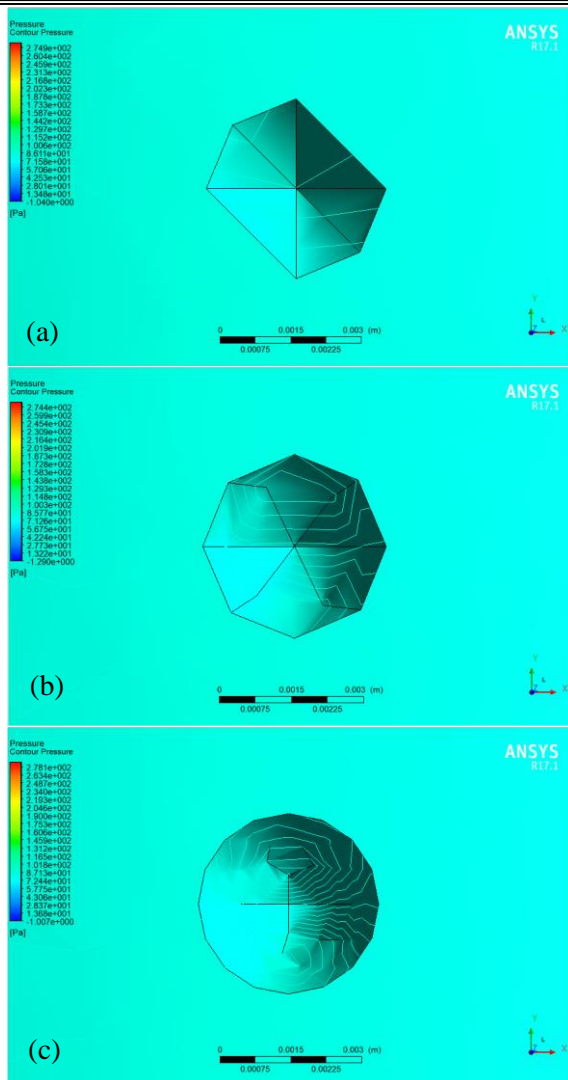 Pressure
Contour Pressure
2.749e+002
2.604e+002
2.459e+002
2.313e+002
2.168e+002
2.023e+002
1.878e+002
1.733e+002
1.587e+002
1.442e+002
1.297e+002
1.152e+002
1.006e+002
8.611e+001
7.158e+001
5.706e+001
4.253e+001
2.801e+001
1.348e+001
-1.040e+000
[Pa]
ANSYS
R17.1
(a)
0 0.0015 0.003 (m)
0.00075 0.00225
Y
L
Z X
Pressure
Contour Pressure
2.744e+002
2.599e+002
2.454e+002
2.309e+002
2.164e+002
2.019e+002
1.873e+002
1.728e+002
1.583e+002
1.438e+002
1.293e+002
1.148e+002
1.003e+002
8.577e+001
7.126e+001
5.675e+001
4.224e+001
2.773e+001
1.322e+001
-1.290e+000
[Pa]
ANSYS
R17.1
(b)
0 0.0015 0.003 (m)
0.00075 0.00225
Y
L
Z X
Pressure
Contour Pressure
2.781e+002
2.634e+002
2.487e+002
2.340e+002
2.193e+002
2.046e+002
1.900e+002
1.753e+002
1.606e+002
1.459e+002
1.312e+002
1.165e+002
1.018e+002
8.713e+001
7.244e+001
5.775e+001
4.306e+001
2.837e+001
1.368e+001
-1.007e+000
[Pa]
ANSYS
R17.1
(c)
0 0.0015 0.003 (m)
0.00075 0.00225
Y
L
Z X